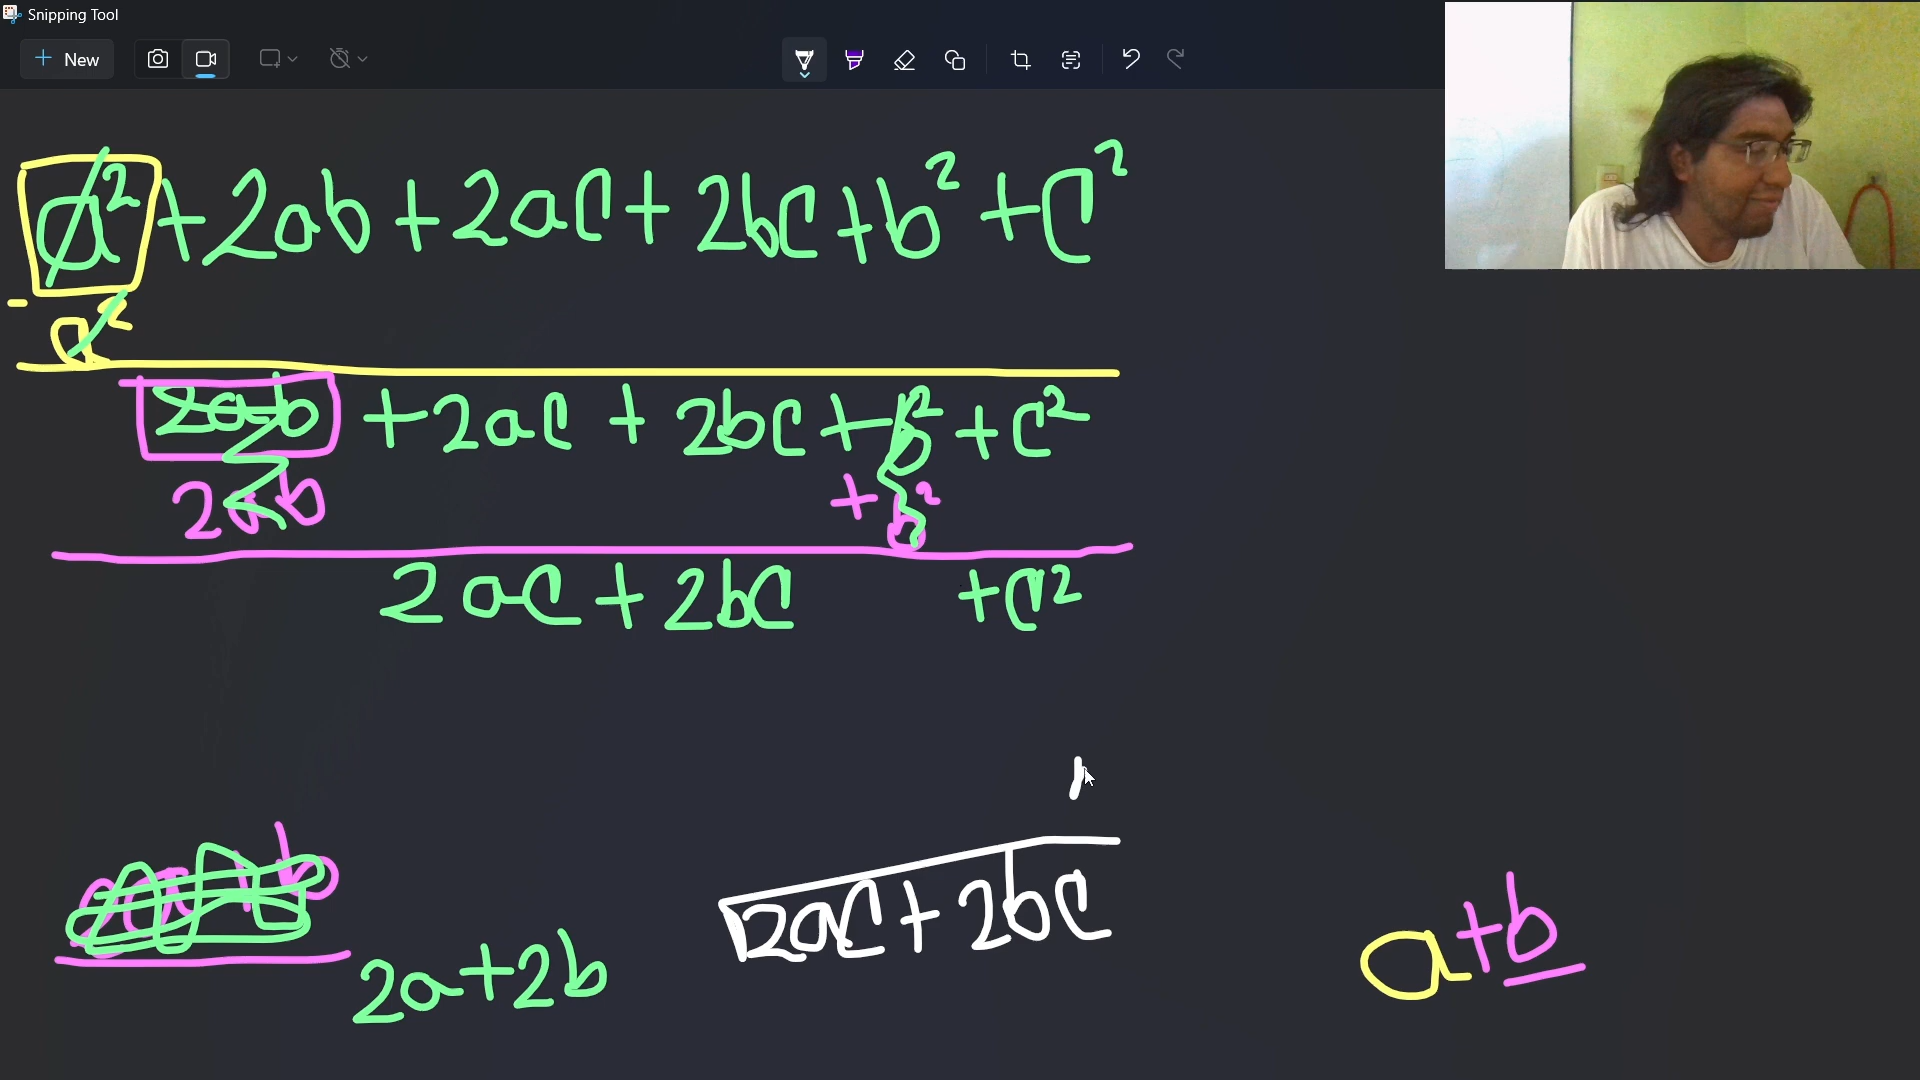 Snipping Tool
New
a² + 2ab + 2ac + 2bc + b² + c²
- a²
2ab + 2ac + 2bc + b² + c²
2ab + b²
2ac + 2bc + c²
2a+2b
2ac + 2bc
a+b